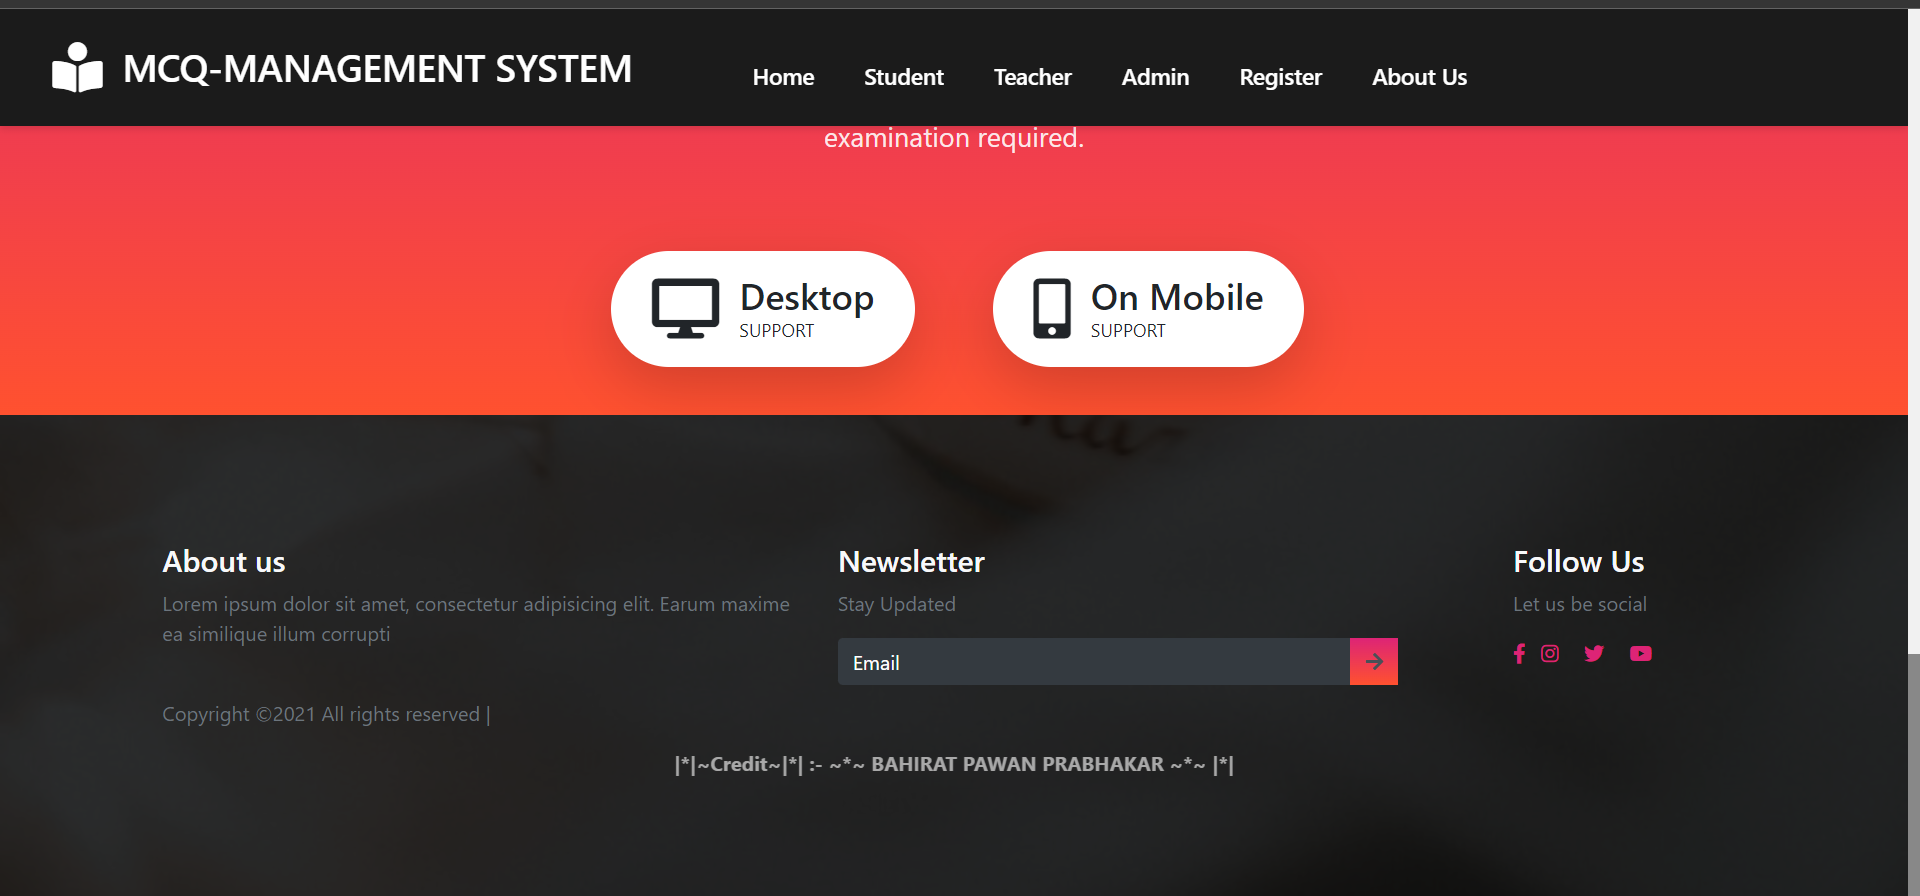 MCQ-MANAGEMENT SYSTEM
Home Student Teacher Admin Register About Us
examination required.
Desktop
SUPPORT
On Mobile
SUPPORT
About us
Lorem ipsum dolor sit amet, consectetur adipisicing elit. Earum maxime
ea similique illum corrupti
Copyright ©2021 All rights reserved |
Newsletter
Stay Updated
Email
Follow Us
Let us be social
|*|~Credit~|*| :- ~*~ BAHIRAT PAWAN PRABHAKAR ~*~ |*|